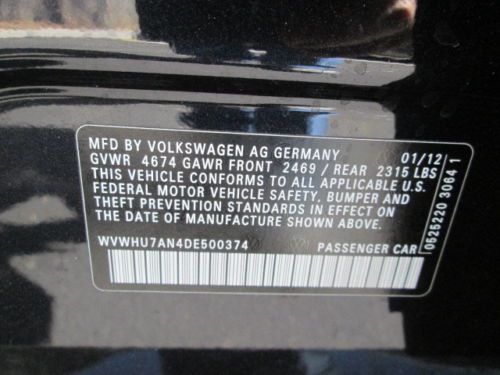 MFD BY VOLKSWAGEN AG GERMANY 01/12
GVWR 4674 GAWR FRONT 2469 / REAR 2315 LBS
THIS VEHICLE CONFORMS TO ALL APPLICABLE U.S.
FEDERAL MOTOR VEHICLE SAFETY, BUMPER AND
THEFT PREVENTION STANDARDS IN EFFECT ON
THE DATE OF MANUFACTURE SHOWN ABOVE.
WVWHU7AN4DE500374 PASSENGER CAR
0525220 3064 1